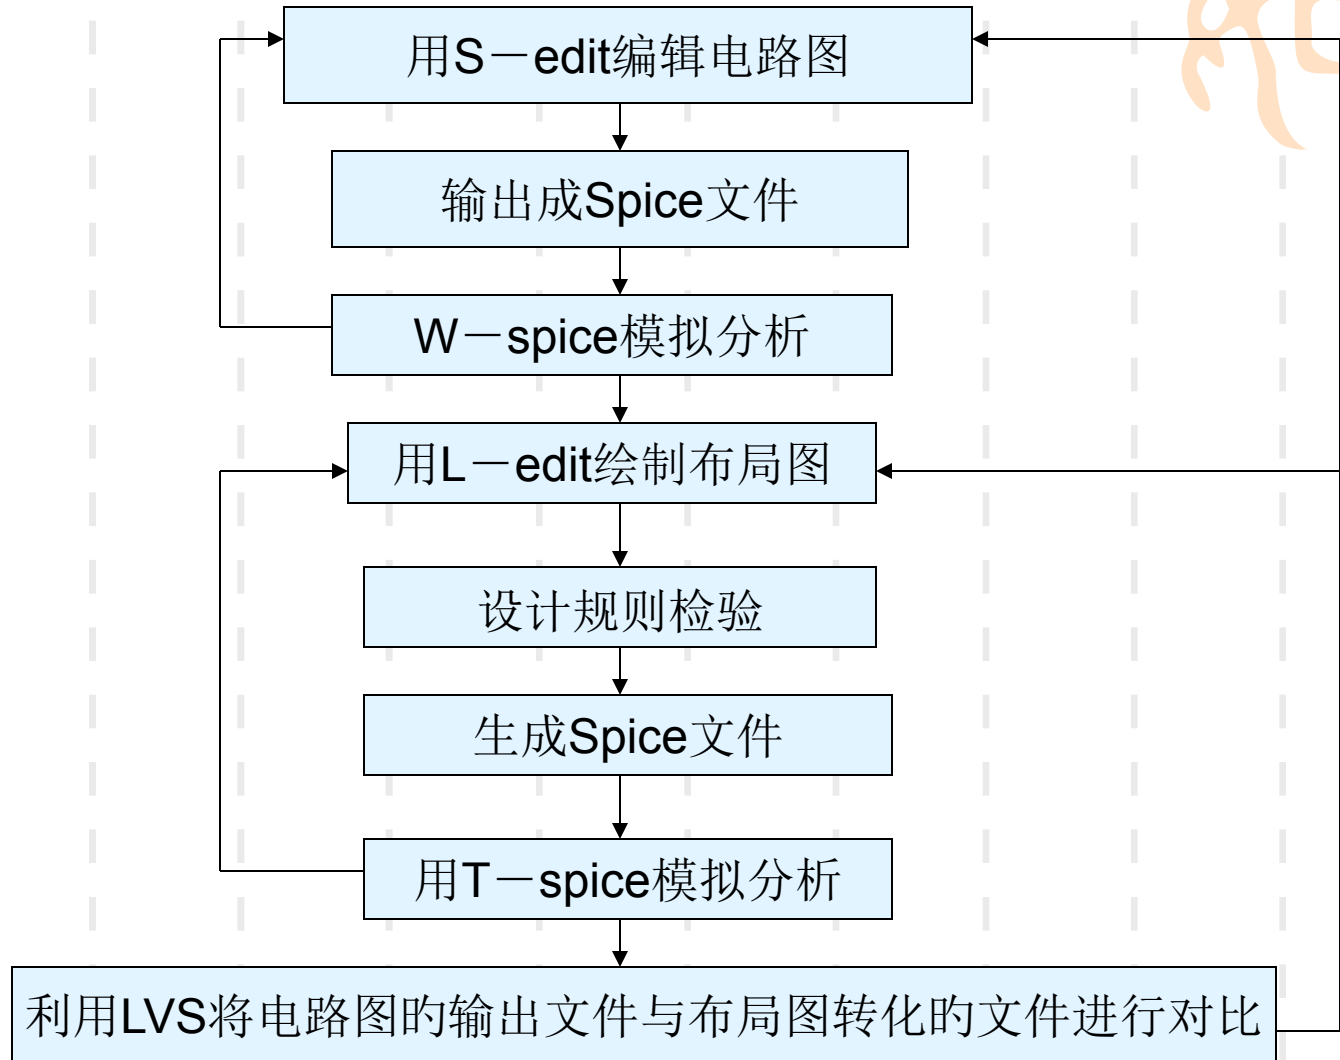 用S－edit编辑电路图
输出成Spice文件
W－spice模拟分析
用L－edit绘制布局图
设计规则检验
生成Spice文件
用T－spice模拟分析
利用LVS将电路图旳输出文件与布局图转化旳文件进行对比